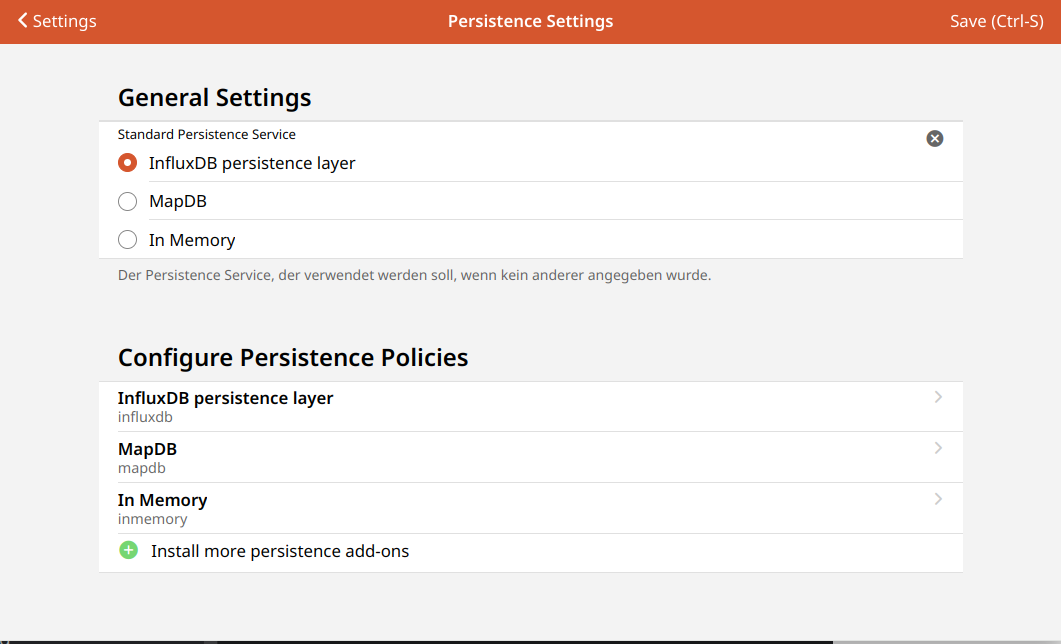 Settings
Persistence Settings
Save (Ctrl-S)
General Settings
Standard Persistence Service
InfluxDB persistence layer
MapDB
In Memory
Der Persistence Service, der verwendet werden soll, wenn kein anderer angegeben wurde.
Configure Persistence Policies
InfluxDB persistence layer
influxdb
MapDB
mapdb
In Memory
inmemory
Install more persistence add-ons